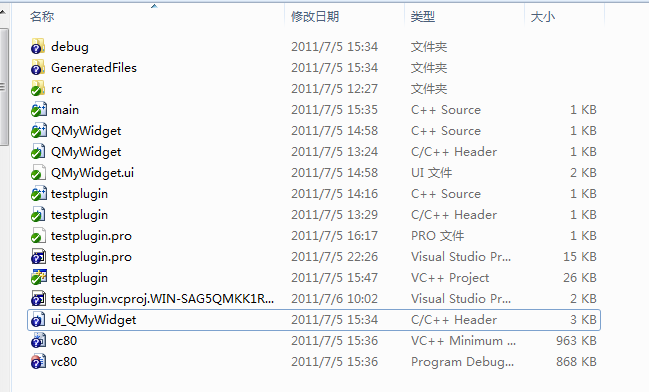 名称 修改日期 类型 大小
debug 2011/7/5 15:34 文件夹
GeneratedFiles 2011/7/5 15:34 文件夹
rc 2011/7/5 12:27 文件夹
main 2011/7/5 15:35 C++ Source 1 KB
QMyWidget 2011/7/5 14:58 C++ Source 1 KB
QMyWidget 2011/7/5 13:24 C/C++ Header 1 KB
QMyWidget.ui 2011/7/5 14:58 UI 文件 2 KB
testplugin 2011/7/5 14:16 C++ Source 1 KB
testplugin 2011/7/5 13:29 C/C++ Header 1 KB
testplugin.pro 2011/7/5 16:17 PRO 文件 1 KB
testplugin.pro 2011/7/5 22:26 Visual Studio Pr... 15 KB
testplugin 2011/7/5 15:47 VC++ Project 26 KB
testplugin.vcproj.WIN-SAG5QMKK1R... 2011/7/6 10:02 Visual Studio Pr... 2 KB
ui_QMyWidget 2011/7/5 15:34 C/C++ Header 3 KB
vc80 2011/7/5 15:36 VC++ Minimum ... 963 KB
vc80 2011/7/5 15:36 Program Debug... 868 KB